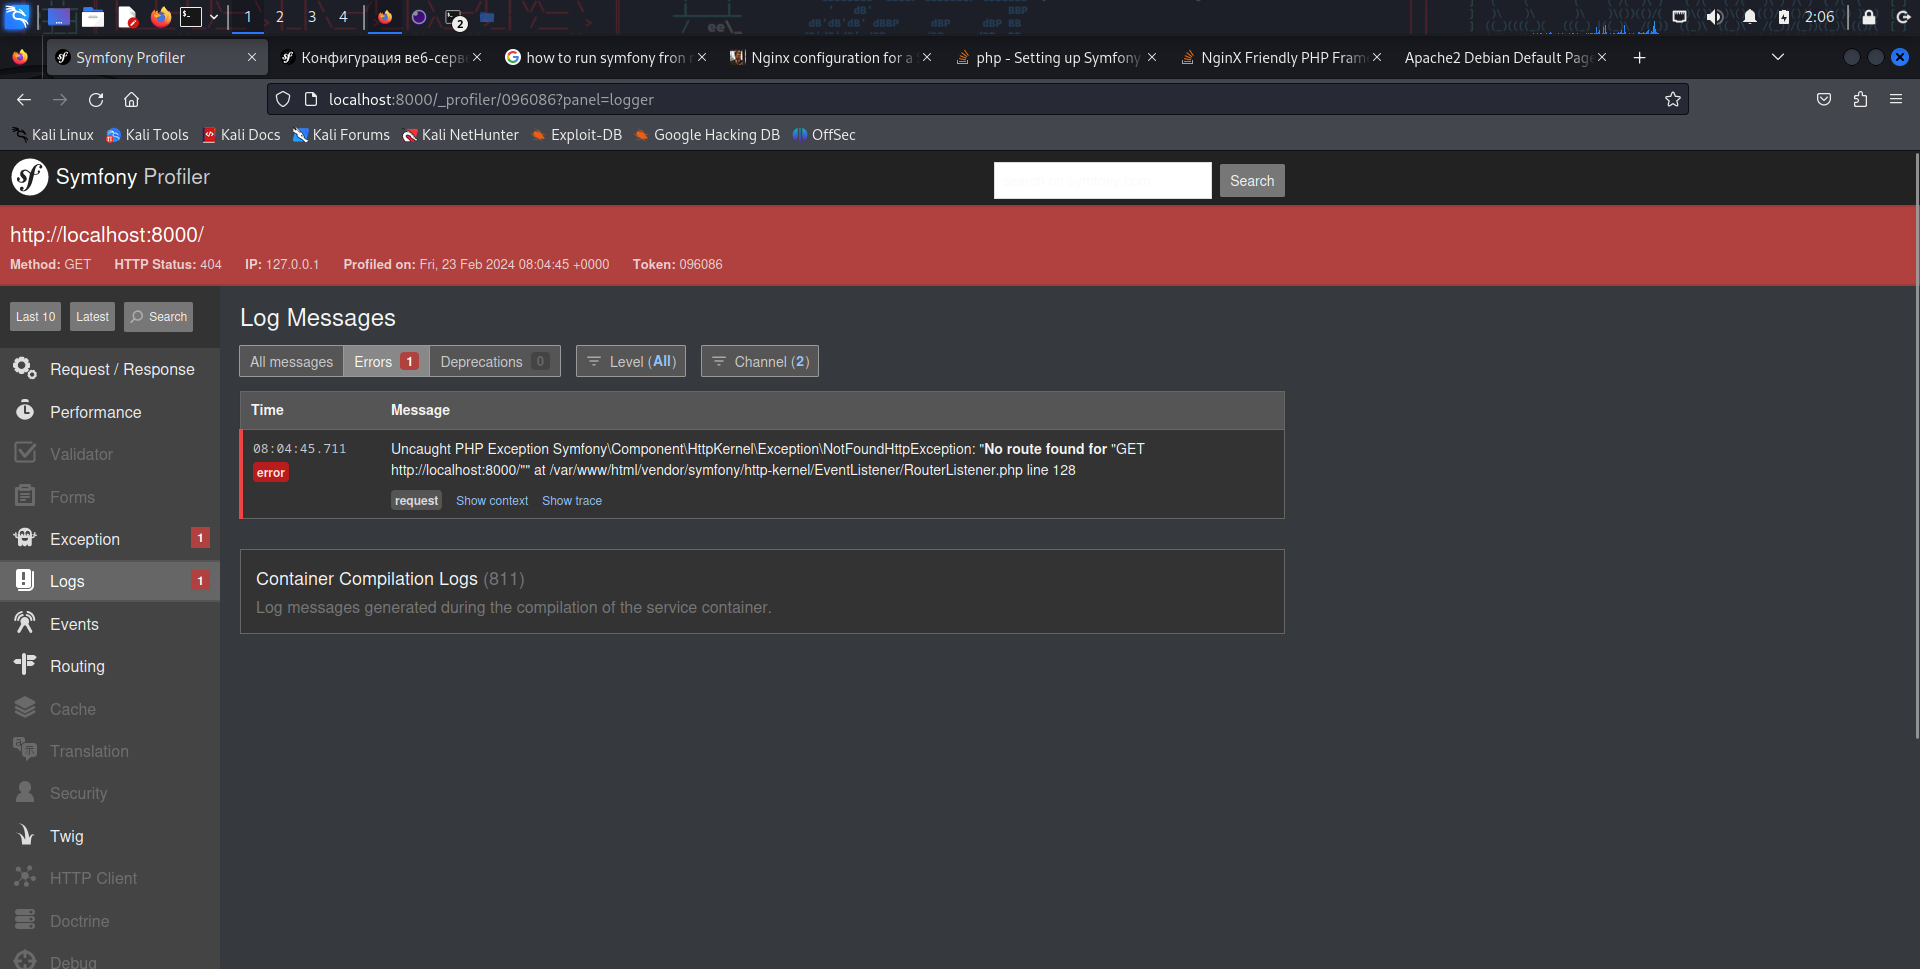 1 2 3 4 2 2:06
Symfony Profiler
Конфигурация веб-серв
how to run symfony fron
Nginx configuration for a
php - Setting up Symfony
NginX Friendly PHP Fram
Apache2 Debian Default Page
localhost:8000/_profiler/096086?panel=logger
Kali Linux Kali Tools Kali Docs Kali Forums Kali NetHunter Exploit-DB Google Hacking DB OffSec
sf Symfony Profiler Search
http://localhost:8000/
Method: GET HTTP Status: 404 IP: 127.0.0.1 Profiled on: Fri, 23 Feb 2024 08:04:45 +0000 Token: 096086
Last 10 Latest Search
Request / Response
Performance
Validator
Forms
Exception 1
Logs 1
Events
Routing
Cache
Translation
Security
Twig
HTTP Client
Doctrine
Debug
Log Messages
All messages Errors 1 Deprecations 0 Level (All) Channel (2)
Time Message
08:04:45.711
error
Uncaught PHP Exception Symfony\Component\HttpKernel\Exception\NotFoundHttpException: "No route found for "GET
http://localhost:8000/"" at /var/www/html/vendor/symfony/http-kernel/EventListener/RouterListener.php line 128
request Show context Show trace
Container Compilation Logs (811)
Log messages generated during the compilation of the service container.